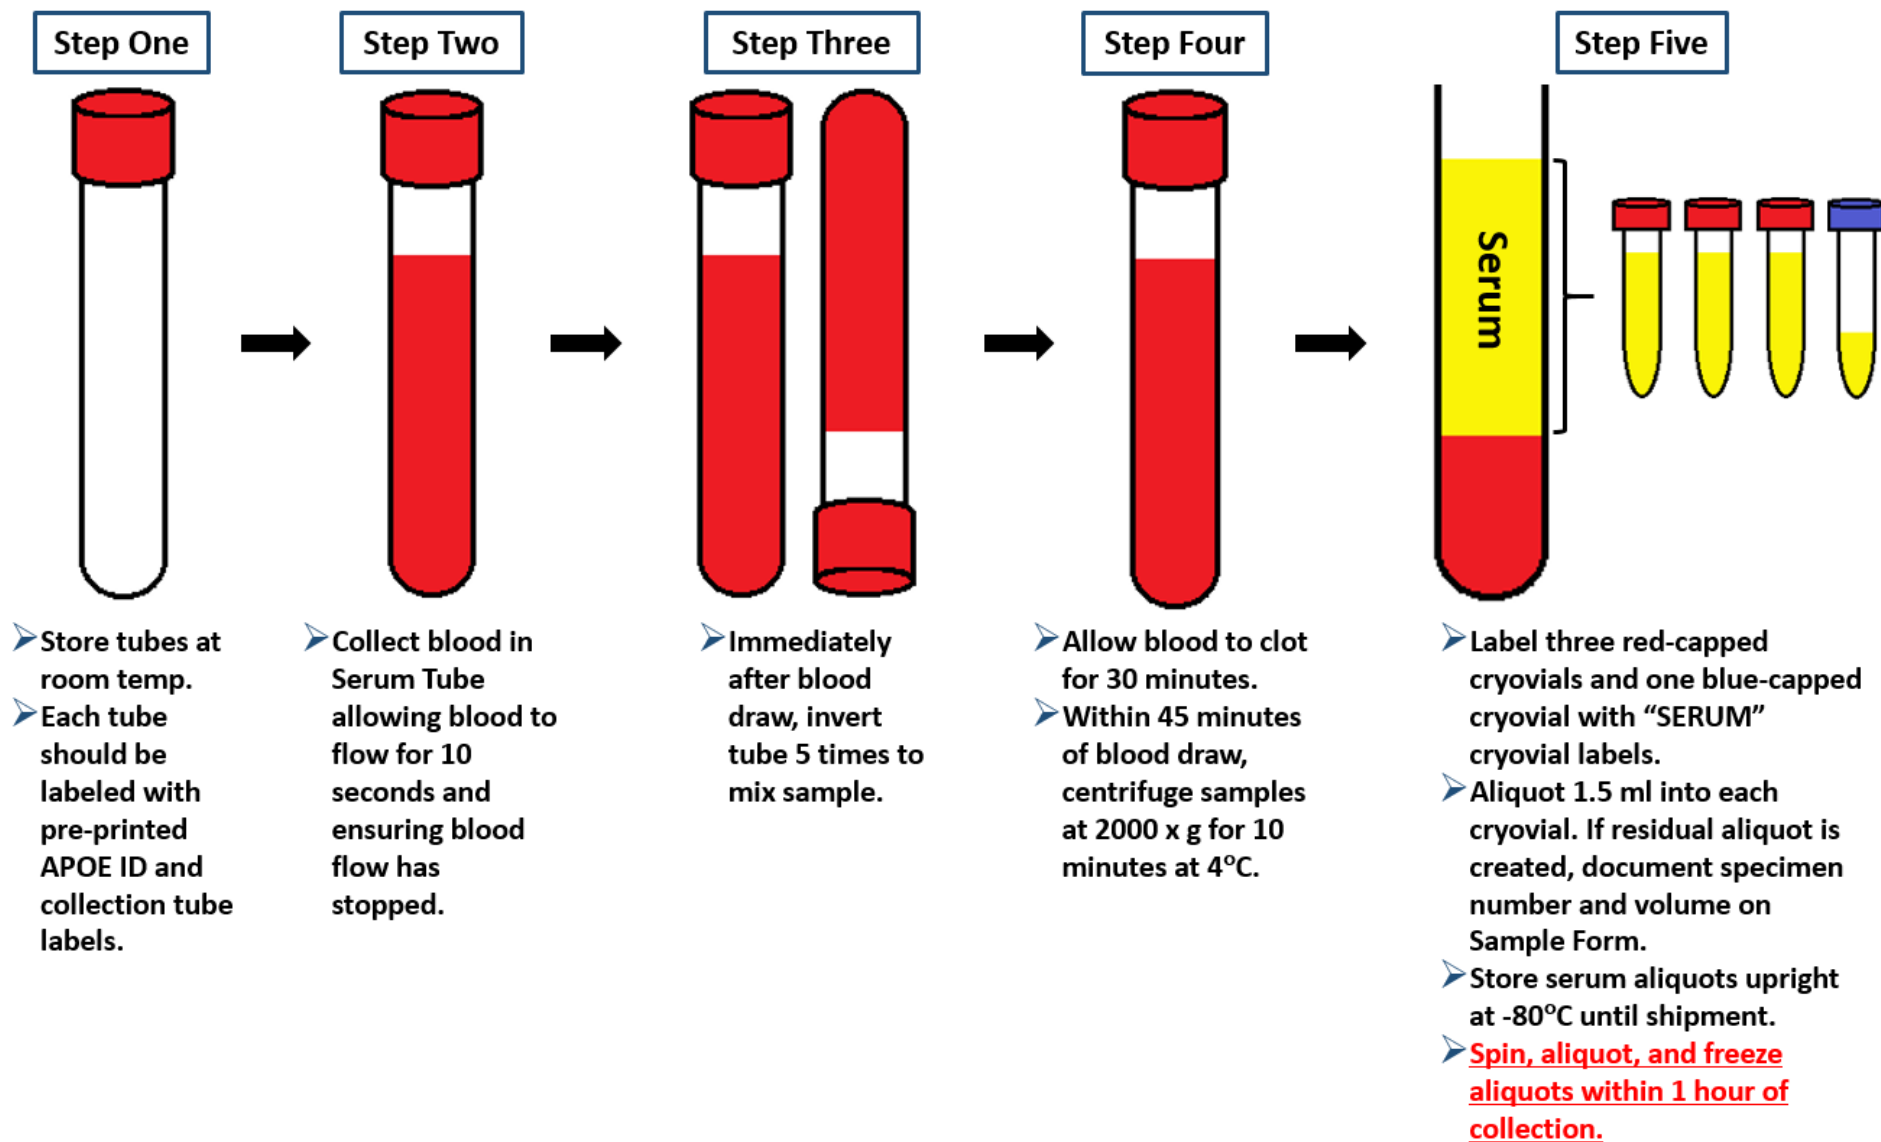 Step One
Store tubes at
room temp.
Each tube
should be
labeled with
pre-printed
APOE ID and
collection tube
labels.
Step Two
Collect blood in
Serum Tube
allowing blood to
flow for 10
seconds and
ensuring blood
flow has
stopped.
Step Three
Immediately
after blood
draw, invert
tube 5 times to
mix sample.
Step Four
Allow blood to clot
for 30 minutes.
Within 45 minutes
of blood draw,
centrifuge samples
at 2000 x g for 10
minutes at 4°C.
Step Five
Serum
Label three red-capped
cryovials and one blue-capped
cryovial with “SERUM”
cryovial labels.
Aliquot 1.5 ml into each
cryovial. If residual aliquot is
created, document specimen
number and volume on
Sample Form.
Store serum aliquots upright
at -80°C until shipment.
Spin, aliquot, and freeze
aliquots within 1 hour of
collection.